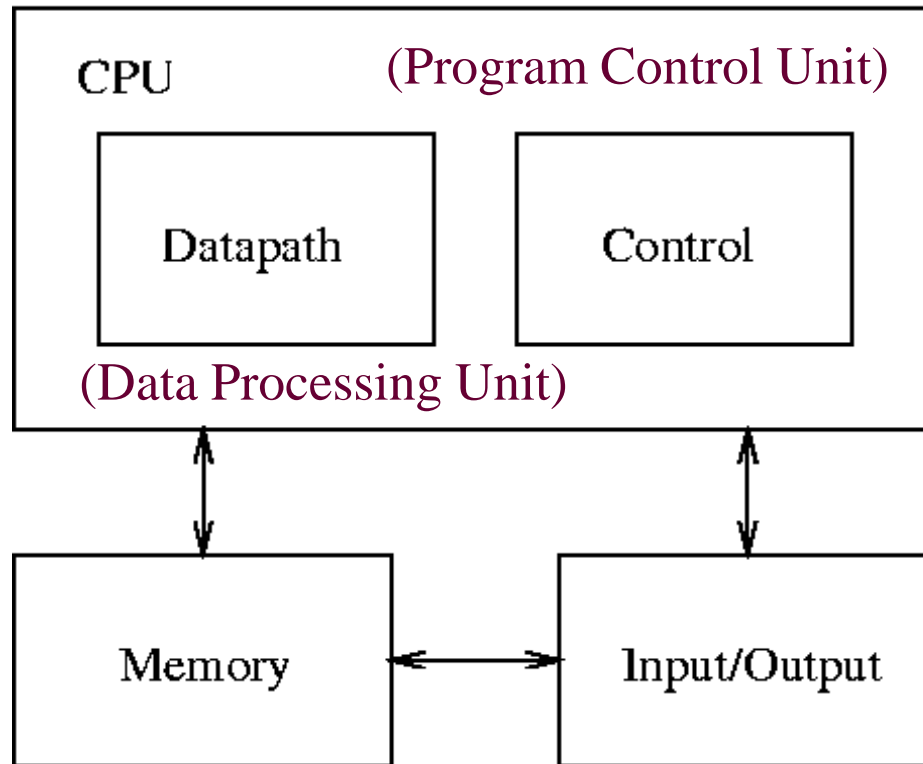 CPU
(Program Control Unit)
Datapath
Control
(Data Processing Unit)
Memory
Input/Output